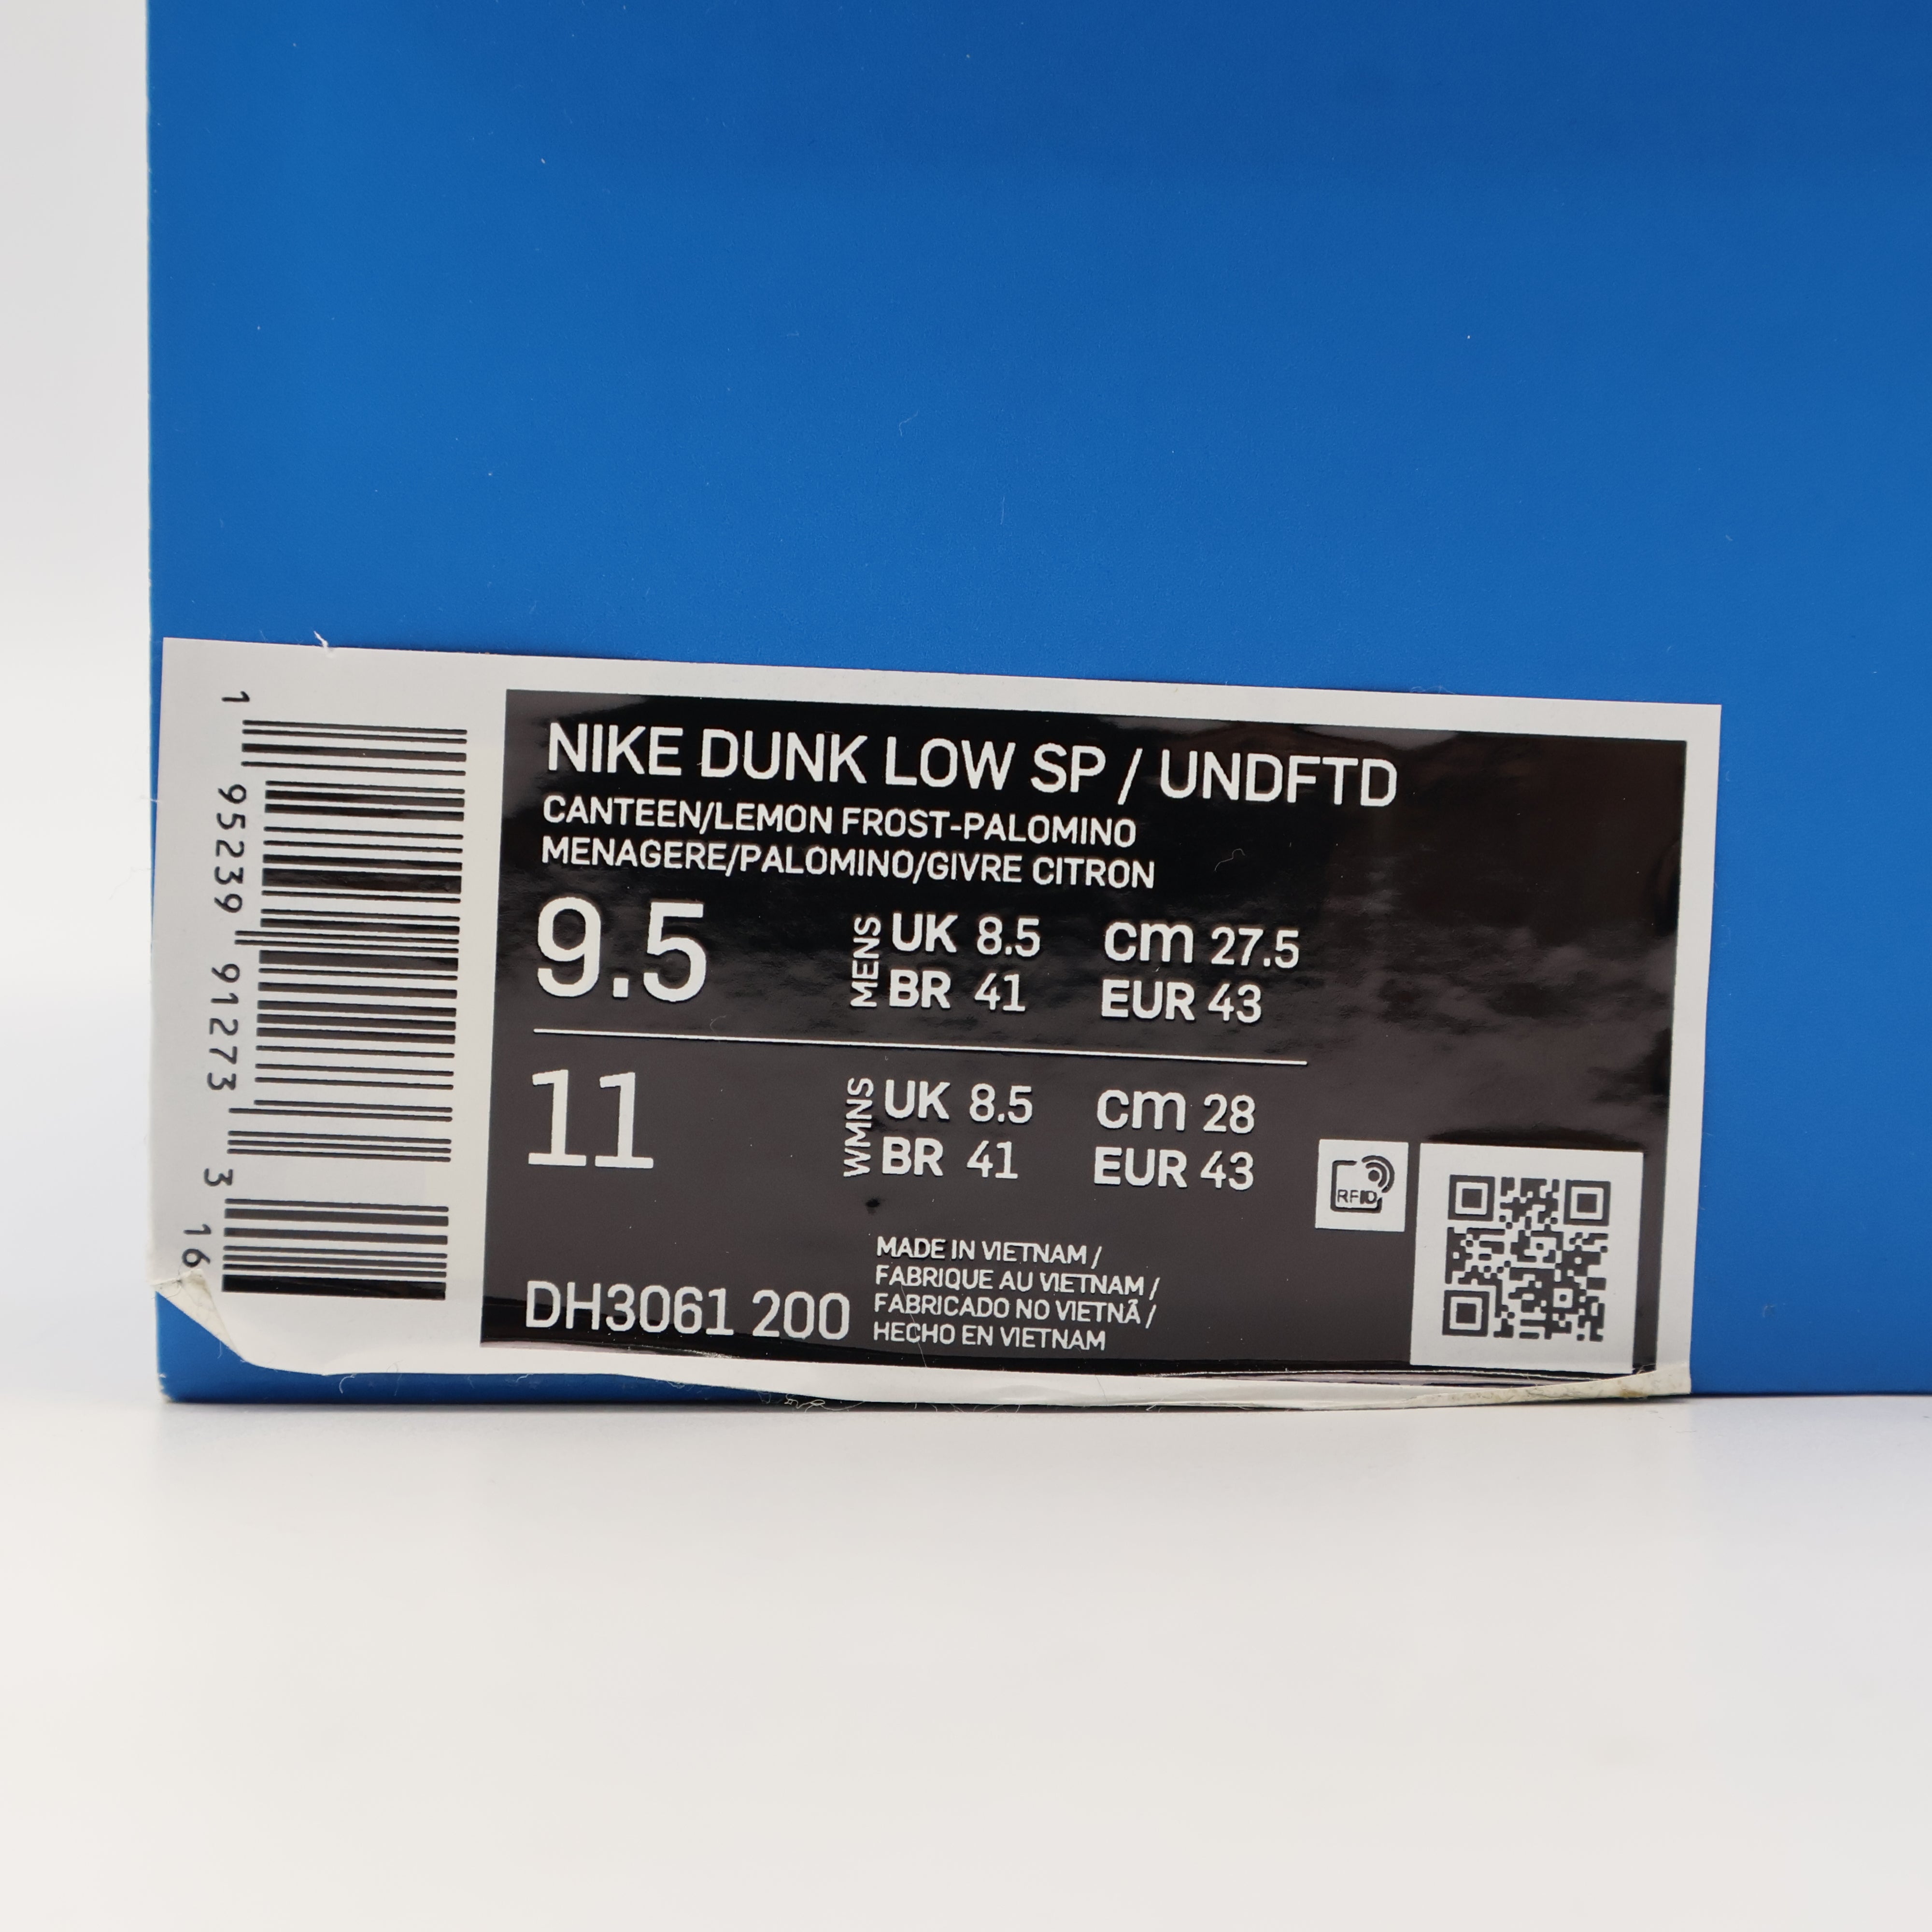 1 95239 91273 3 16
NIKE DUNK LOW SP / UNDFTD
CANTEEN/LEMON FROST-PALOMINO
MENAGERE/PALOMINO/GIVRE CITRON
9.5
MENS
UK 8.5 cm 27.5
BR 41 EUR 43
11
WMNS
UK 8.5 cm 28
BR 41 EUR 43
RFID
MADE IN VIETNAM /
FABRIQUE AU VIETNAM /
FABRICADO NO VIETNÃ /
HECHO EN VIETNAM
DH3061 200